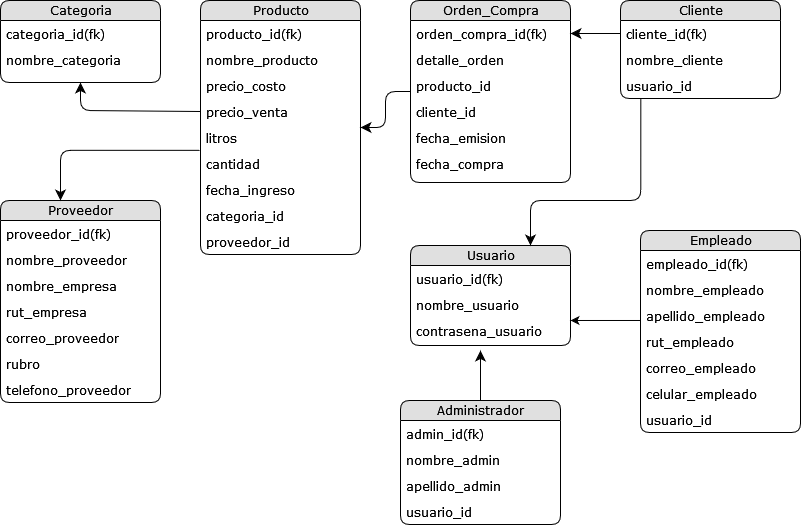 Categoria
categoria_id(fk)
nombre_categoria
Producto
producto_id(fk)
nombre_producto
precio_costo
precio_venta
litros
cantidad
fecha_ingreso
categoria_id
proveedor_id
Orden_Compra
orden_compra_id(fk)
detalle_orden
producto_id
cliente_id
fecha_emision
fecha_compra
Cliente
cliente_id(fk)
nombre_cliente
usuario_id
Proveedor
proveedor_id(fk)
nombre_proveedor
nombre_empresa
rut_empresa
correo_proveedor
rubro
telefono_proveedor
Usuario
usuario_id(fk)
nombre_usuario
contrasena_usuario
Empleado
empleado_id(fk)
nombre_empleado
apellido_empleado
rut_empleado
correo_empleado
celular_empleado
usuario_id
Administrador
admin_id(fk)
nombre_admin
apellido_admin
usuario_id